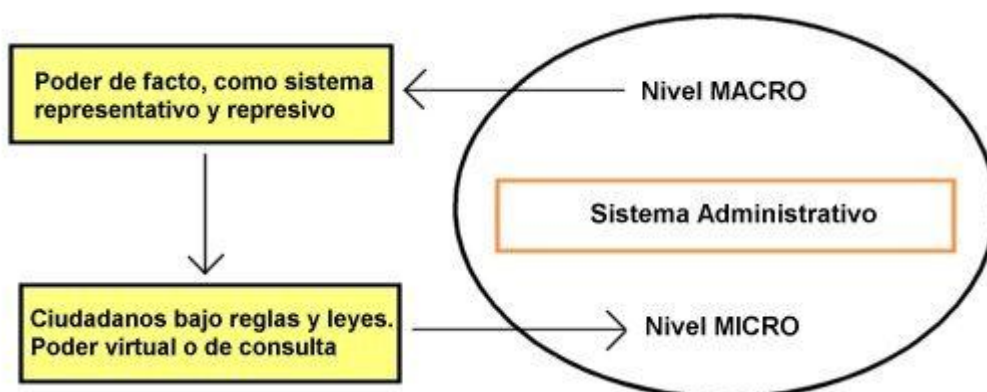 Poder de facto, como sistema
representativo y represivo
Nivel MACRO
Sistema Administrativo
Ciudadanos bajo reglas y leyes.
Poder virtual o de consulta
Nivel MICRO